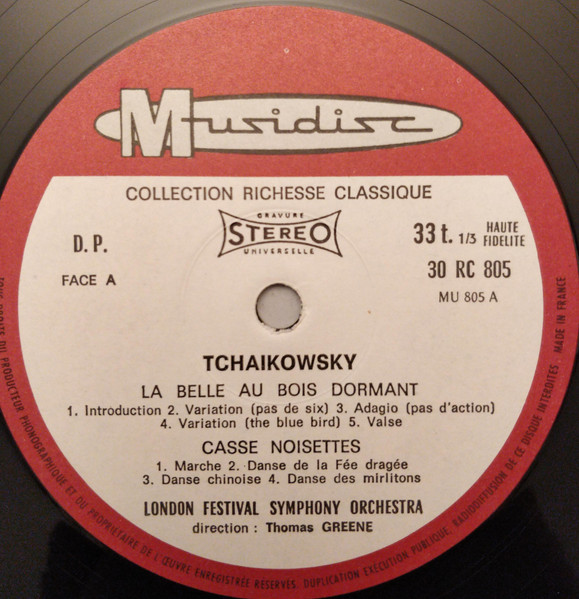 Musidisc
COLLECTION RICHESSE CLASSIQUE
GRAVURE
STEREO
UNIVERSELLE
D.P.
FACE A
33 t. 1/3 HAUTE FIDELITE
30 RC 805
MU 805 A
TCHAIKOWSKY
LA BELLE AU BOIS DORMANT
1. Introduction 2. Variation (pas de six) 3. Adagio (pas d'action)
4. Variation (the blue bird) 5. Valse
CASSE NOISETTES
1. Marche 2. Danse de la Fée dragée
3. Danse chinoise 4. Danse des mirlitons
LONDON FESTIVAL SYMPHONY ORCHESTRA
direction : Thomas GREENE
DU PRODUCTEUR PHONOGRAPHIQUE ET DU PROPRIÉTAIRE DE L'ŒUVRE ENREGISTRÉE RESERVÉS. DUPLICATION EXÉCUTION PUBLIQUE, RADIODIFFUSION DE CE DISQUE INTERDITES. MADE IN FRANCE